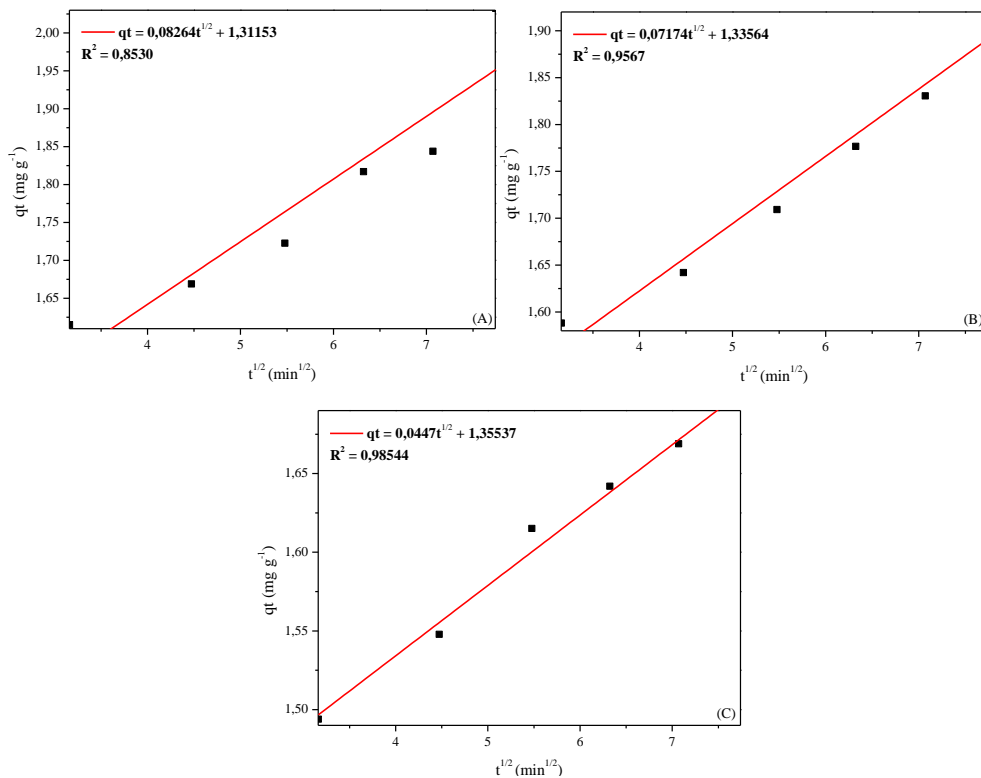 qt = 0,08264t^1/2 + 1,31153
R^2 = 0,8530
2,00
1,95
1,90
1,85
1,80
1,75
1,70
1,65
qt (mg g^-1)
4 5 6 7
t^1/2 (min^1/2)
(A)
qt = 0,07174t^1/2 + 1,33564
R^2 = 0,9567
1,90
1,85
1,80
1,75
1,70
1,65
1,60
qt (mg g^-1)
4 5 6 7
t^1/2 (min^1/2)
(B)
qt = 0,0447t^1/2 + 1,35537
R^2 = 0,98544
1,65
1,60
1,55
1,50
qt (mg g^-1)
4 5 6 7
t^1/2 (min^1/2)
(C)